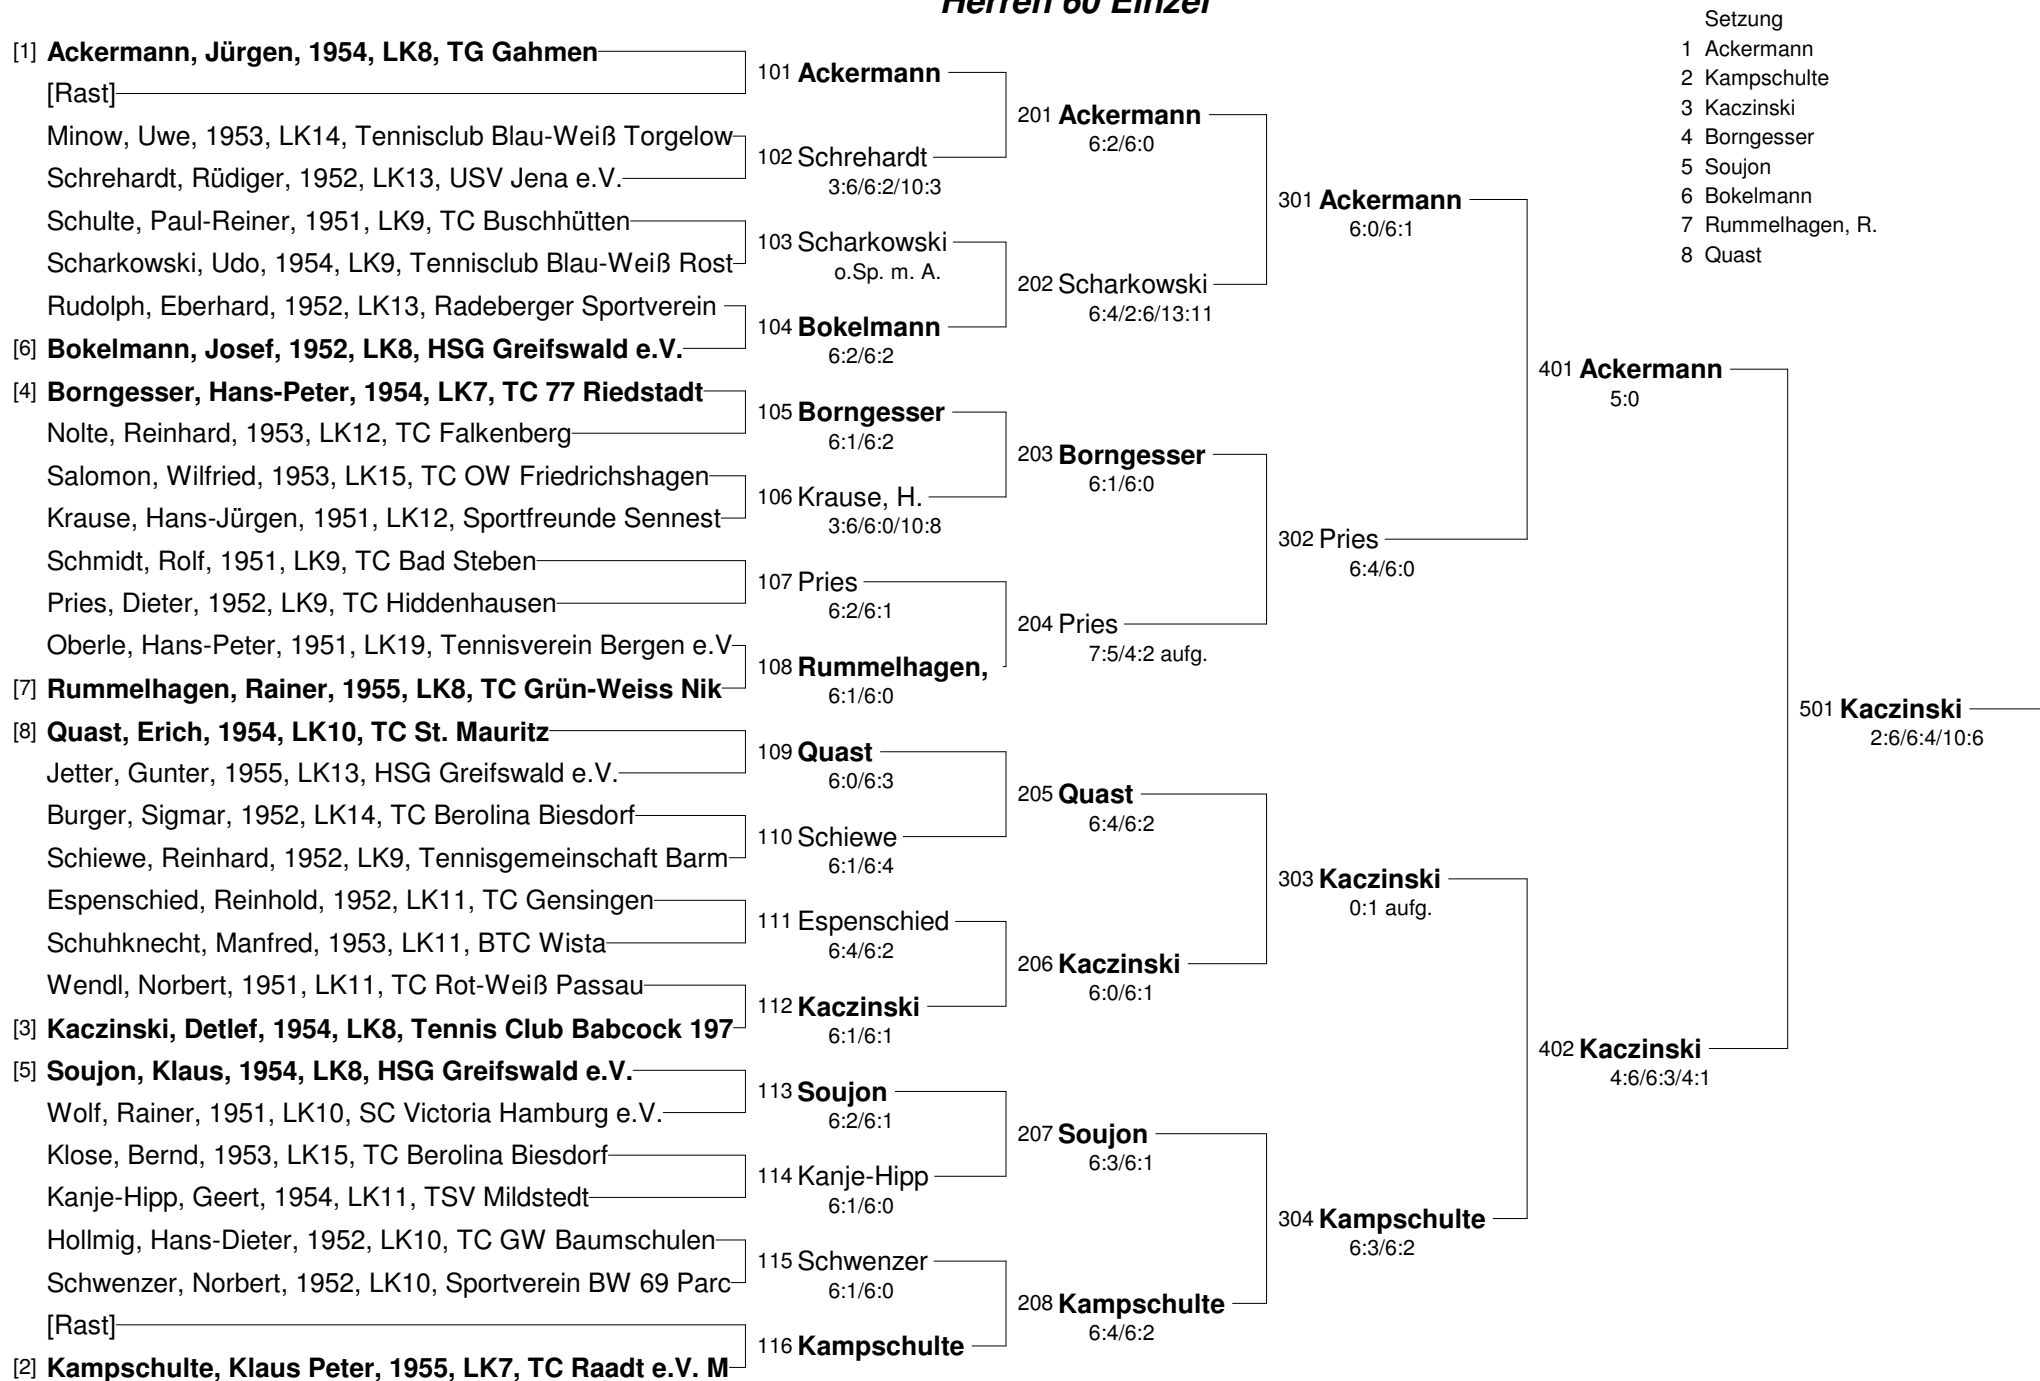 Herren 60 Einzel
Setzung
1 Ackermann
2 Kampschulte
3 Kaczinski
4 Borngesser
5 Soujon
6 Bokelmann
7 Rummelhagen, R.
8 Quast
[1] Ackermann, Jürgen, 1954, LK8, TG Gahmen
[Rast]
Minow, Uwe, 1953, LK14, Tennisclub Blau-Weiß Torgelow
Schrehardt, Rüdiger, 1952, LK13, USV Jena e.V.
Schulte, Paul-Reiner, 1951, LK9, TC Buschhütten
Scharkowski, Udo, 1954, LK9, Tennisclub Blau-Weiß Rost
Rudolph, Eberhard, 1952, LK13, Radeberger Sportverein
[6] Bokelmann, Josef, 1952, LK8, HSG Greifswald e.V.
[4] Borngesser, Hans-Peter, 1954, LK7, TC 77 Riedstadt
Nolte, Reinhard, 1953, LK12, TC Falkenberg
Salomon, Wilfried, 1953, LK15, TC OW Friedrichshagen
Krause, Hans-Jürgen, 1951, LK12, Sportfreunde Sennest
Schmidt, Rolf, 1951, LK9, TC Bad Steben
Pries, Dieter, 1952, LK9, TC Hiddenhausen
Oberle, Hans-Peter, 1951, LK19, Tennisverein Bergen e.V
[7] Rummelhagen, Rainer, 1955, LK8, TC Grün-Weiss Nik
[8] Quast, Erich, 1954, LK10, TC St. Mauritz
Jetter, Gunter, 1955, LK13, HSG Greifswald e.V.
Burger, Sigmar, 1952, LK14, TC Berolina Biesdorf
Schiewe, Reinhard, 1952, LK9, Tennisgemeinschaft Barm
Espenschied, Reinhold, 1952, LK11, TC Gensingen
Schuhknecht, Manfred, 1953, LK11, BTC Wista
Wendl, Norbert, 1951, LK11, TC Rot-Weiß Passau
[3] Kaczinski, Detlef, 1954, LK8, Tennis Club Babcock 197
[5] Soujon, Klaus, 1954, LK8, HSG Greifswald e.V.
Wolf, Rainer, 1951, LK10, SC Victoria Hamburg e.V.
Klose, Bernd, 1953, LK15, TC Berolina Biesdorf
Kanje-Hipp, Geert, 1954, LK11, TSV Mildstedt
Hollmig, Hans-Dieter, 1952, LK10, TC GW Baumschulen
Schwenzer, Norbert, 1952, LK10, Sportverein BW 69 Parc
[Rast]
[2] Kampschulte, Klaus Peter, 1955, LK7, TC Raadt e.V. M
101 Ackermann
102 Schrehardt
3:6/6:2/10:3
103 Scharkowski
o.Sp. m. A.
104 Bokelmann
6:2/6:2
105 Borngesser
6:1/6:2
106 Krause, H.
3:6/6:0/10:8
107 Pries
6:2/6:1
108 Rummelhagen,
6:1/6:0
109 Quast
6:0/6:3
110 Schiewe
6:1/6:4
111 Espenschied
6:4/6:2
112 Kaczinski
6:1/6:1
113 Soujon
6:2/6:1
114 Kanje-Hipp
6:1/6:0
115 Schwenzer
6:1/6:0
116 Kampschulte
201 Ackermann
6:2/6:0
202 Scharkowski
6:4/2:6/13:11
203 Borngesser
6:1/6:0
204 Pries
7:5/4:2 aufg.
205 Quast
6:4/6:2
206 Kaczinski
6:0/6:1
207 Soujon
6:3/6:1
208 Kampschulte
6:4/6:2
301 Ackermann
6:0/6:1
302 Pries
6:4/6:0
303 Kaczinski
0:1 aufg.
304 Kampschulte
6:3/6:2
401 Ackermann
5:0
402 Kaczinski
4:6/6:3/4:1
501 Kaczinski
2:6/6:4/10:6